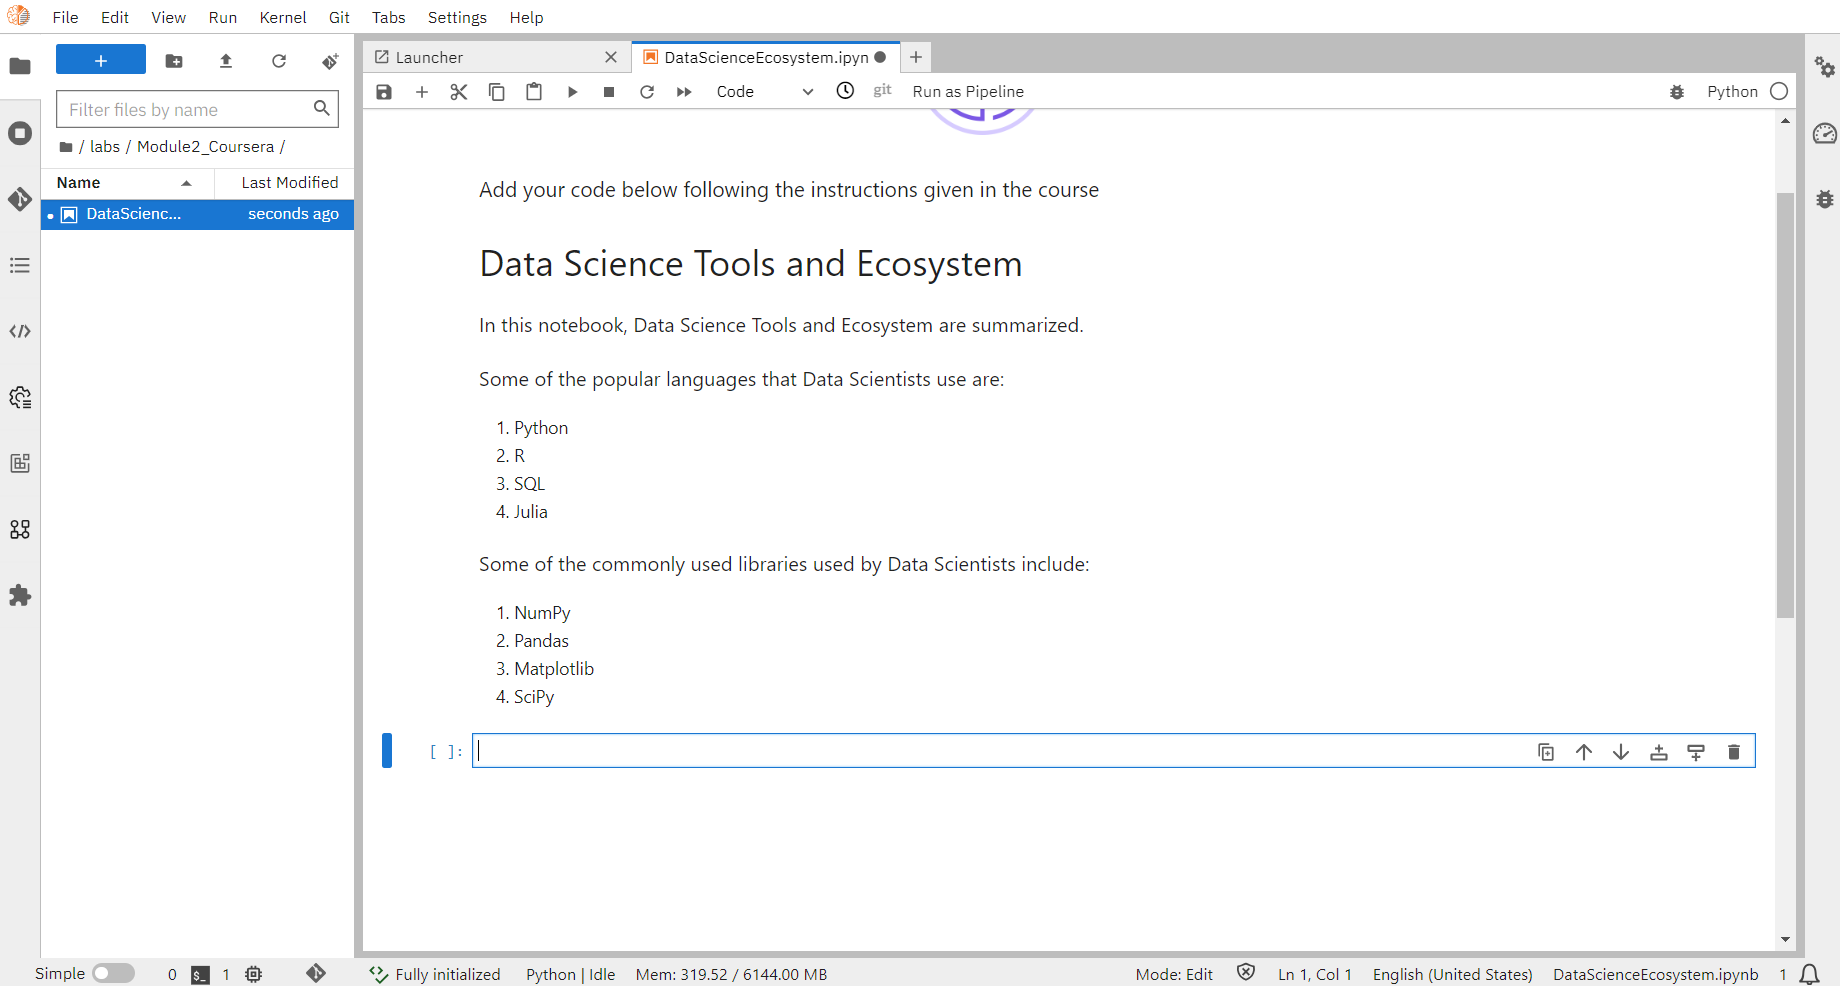 File Edit View Run Kernel Git Tabs Settings Help
+
Filter files by name
/ labs / Module2_Coursera /
Name Last Modified
DataScienc... seconds ago
Launcher
DataScienceEcosystem.ipyn
Code git Run as Pipeline Python
Add your code below following the instructions given in the course
Data Science Tools and Ecosystem
In this notebook, Data Science Tools and Ecosystem are summarized.
Some of the popular languages that Data Scientists use are:
1. Python
2. R
3. SQL
4. Julia
Some of the commonly used libraries used by Data Scientists include:
1. NumPy
2. Pandas
3. Matplotlib
4. SciPy
[ ]:
Simple 0 $_ 1 Fully initialized Python | Idle Mem: 319.52 / 6144.00 MB Mode: Edit Ln 1, Col 1 English (United States) DataScienceEcosystem.ipynb 1